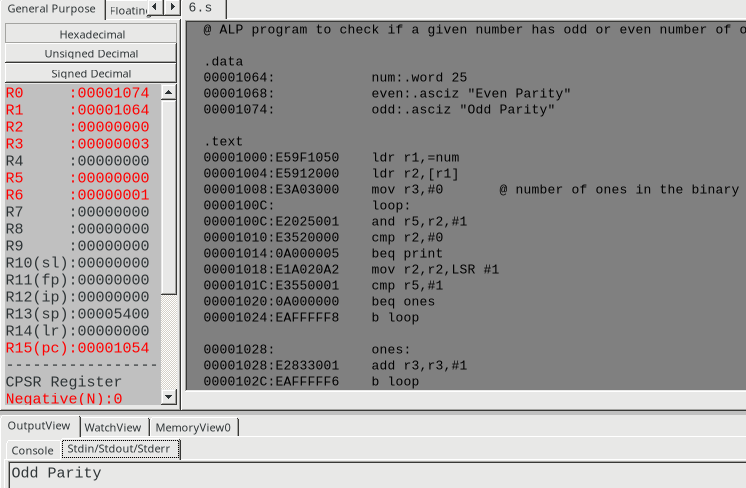 General Purpose
Floating
6.s
Hexadecimal
Unsigned Decimal
Signed Decimal
R0 :00001074
R1 :00001064
R2 :00000000
R3 :00000003
R4 :00000000
R5 :00000000
R6 :00000001
R7 :00000000
R8 :00000000
R9 :00000000
R10(sl):00000000
R11(fp):00000000
R12(ip):00000000
R13(sp):00005400
R14(lr):00000000
R15(pc):00001054
-----------------
CPSR Register
Negative(N):0
@ ALP program to check if a given number has odd or even number of o
.data
00001064: num:.word 25
00001068: even:.asciz "Even Parity"
00001074: odd:.asciz "Odd Parity"
.text
00001000:E59F1050 ldr r1,=num
00001004:E5912000 ldr r2,[r1]
00001008:E3A03000 mov r3,#0 @ number of ones in the binary
0000100C: loop:
0000100C:E2025001 and r5,r2,#1
00001010:E3520000 cmp r2,#0
00001014:0A000005 beq print
00001018:E1A020A2 mov r2,r2,LSR #1
0000101C:E3550001 cmp r5,#1
00001020:0A000000 beq ones
00001024:EAFFFFF8 b loop
00001028: ones:
00001028:E2833001 add r3,r3,#1
0000102C:EAFFFFF6 b loop
OutputView
WatchView
MemoryView0
Console
Stdin/Stdout/Stderr
Odd Parity